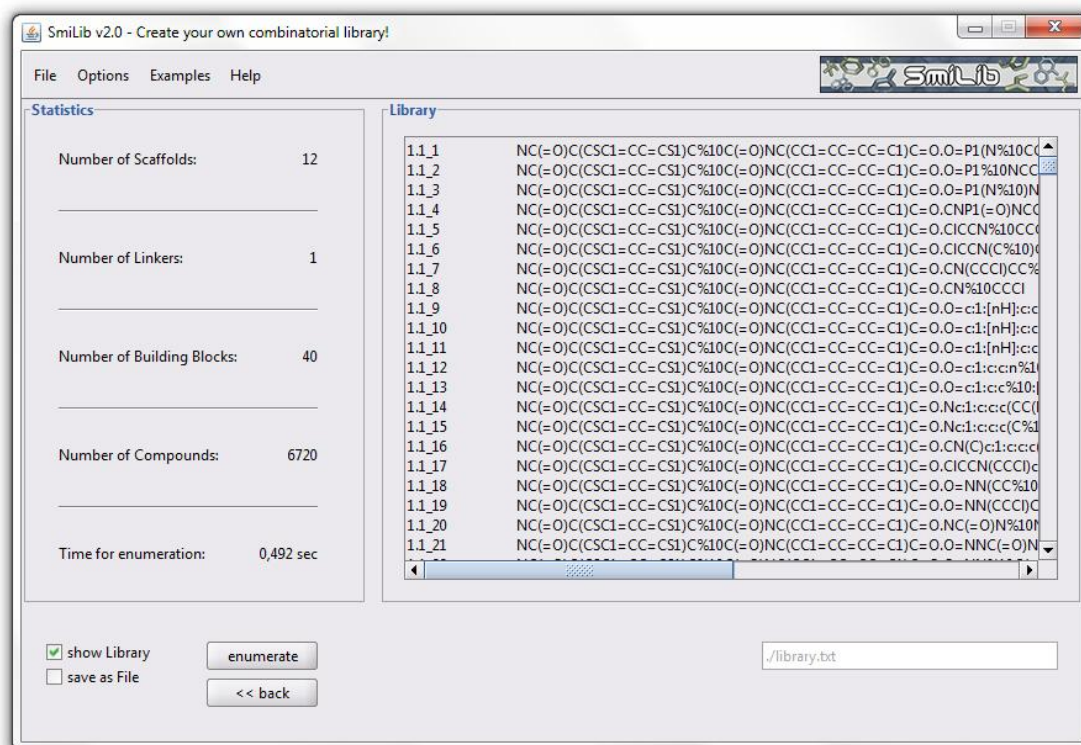 SmiLib v2.0 - Create your own combinatorial library!
File Options Examples Help
SmiLib
Statistics
Number of Scaffolds: 12
Number of Linkers: 1
Number of Building Blocks: 40
Number of Compounds: 6720
Time for enumeration: 0,492 sec
Library
1.1_1 NC(=O)C(CSC1=CC=CS1)C%10C(=O)NC(CC1=CC=CC=C1)C=O.O=P1(N%10CC
1.1_2 NC(=O)C(CSC1=CC=CS1)C%10C(=O)NC(CC1=CC=CC=C1)C=O.O=P1%10NCC
1.1_3 NC(=O)C(CSC1=CC=CS1)C%10C(=O)NC(CC1=CC=CC=C1)C=O.O=P1(N%10)N
1.1_4 NC(=O)C(CSC1=CC=CS1)C%10C(=O)NC(CC1=CC=CC=C1)C=O.CNP1(=O)NCC
1.1_5 NC(=O)C(CSC1=CC=CS1)C%10C(=O)NC(CC1=CC=CC=C1)C=O.ClCCN%10CC(
1.1_6 NC(=O)C(CSC1=CC=CS1)C%10C(=O)NC(CC1=CC=CC=C1)C=O.ClCCN(C%10)(
1.1_7 NC(=O)C(CSC1=CC=CS1)C%10C(=O)NC(CC1=CC=CC=C1)C=O.CN(CCCl)CC%
1.1_8 NC(=O)C(CSC1=CC=CS1)C%10C(=O)NC(CC1=CC=CC=C1)C=O.CN%10CCCl
1.1_9 NC(=O)C(CSC1=CC=CS1)C%10C(=O)NC(CC1=CC=CC=C1)C=O.O=c:1:[nH]:c:c
1.1_10 NC(=O)C(CSC1=CC=CS1)C%10C(=O)NC(CC1=CC=CC=C1)C=O.O=c:1:[nH]:c:c
1.1_11 NC(=O)C(CSC1=CC=CS1)C%10C(=O)NC(CC1=CC=CC=C1)C=O.O=c:1:[nH]:c:c
1.1_12 NC(=O)C(CSC1=CC=CS1)C%10C(=O)NC(CC1=CC=CC=C1)C=O.O=c:1:c:c:n%1
1.1_13 NC(=O)C(CSC1=CC=CS1)C%10C(=O)NC(CC1=CC=CC=C1)C=O.O=c:1:c:c%10:[
1.1_14 NC(=O)C(CSC1=CC=CS1)C%10C(=O)NC(CC1=CC=CC=C1)C=O.Nc:1:c:c:c(CC(
1.1_15 NC(=O)C(CSC1=CC=CS1)C%10C(=O)NC(CC1=CC=CC=C1)C=O.Nc:1:c:c:c(C%1
1.1_16 NC(=O)C(CSC1=CC=CS1)C%10C(=O)NC(CC1=CC=CC=C1)C=O.CN(C)c:1:c:c:c(
1.1_17 NC(=O)C(CSC1=CC=CS1)C%10C(=O)NC(CC1=CC=CC=C1)C=O.ClCCN(CCCl)c
1.1_18 NC(=O)C(CSC1=CC=CS1)C%10C(=O)NC(CC1=CC=CC=C1)C=O.O=NN(CC%10
1.1_19 NC(=O)C(CSC1=CC=CS1)C%10C(=O)NC(CC1=CC=CC=C1)C=O.O=NN(CCCl)C
1.1_20 NC(=O)C(CSC1=CC=CS1)C%10C(=O)NC(CC1=CC=CC=C1)C=O.NC(=O)N%10N
1.1_21 NC(=O)C(CSC1=CC=CS1)C%10C(=O)NC(CC1=CC=CC=C1)C=O.O=NNC(=O)N
show Library
save as File
enumerate
<< back
./library.txt